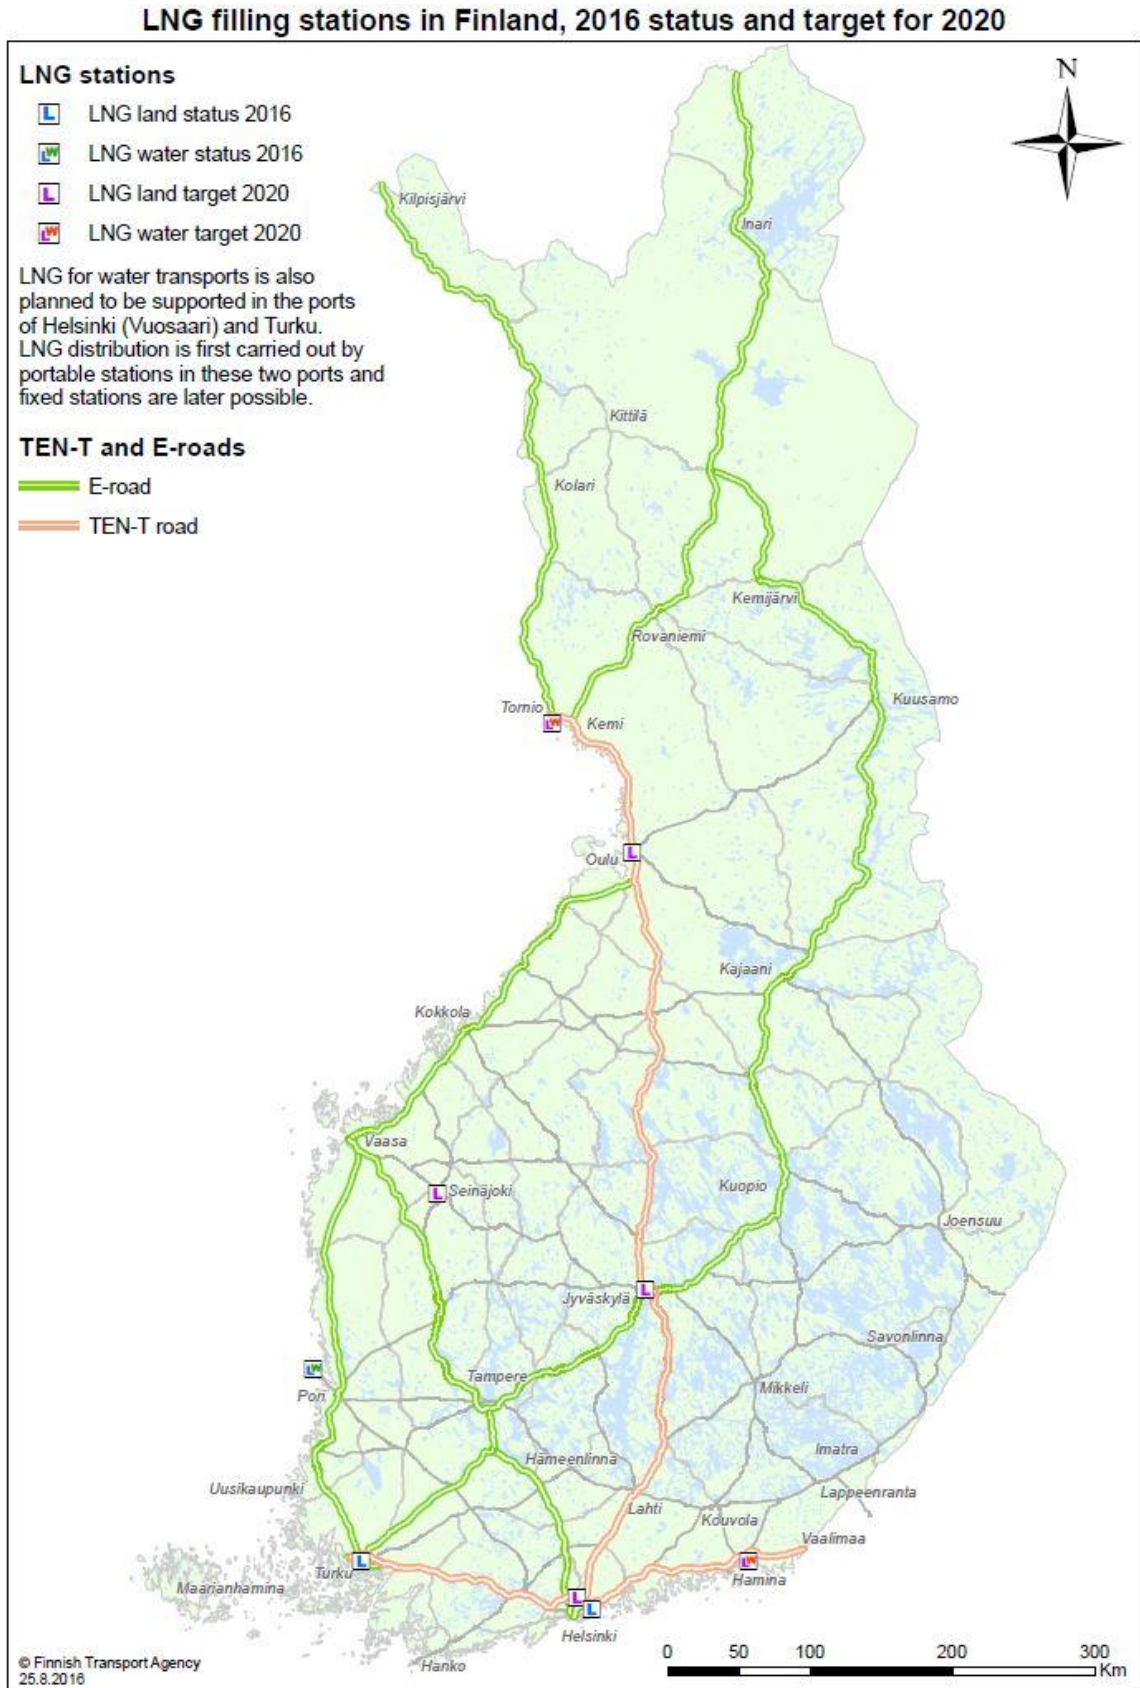 LNG filling stations in Finland, 2016 status and target for 2020
LNG stations
L LNG land status 2016
LW LNG water status 2016
L LNG land target 2020
LW LNG water target 2020
LNG for water transports is also
planned to be supported in the ports
of Helsinki (Vuosaari) and Turku.
LNG distribution is first carried out by
portable stations in these two ports and
fixed stations are later possible.
TEN-T and E-roads
E-road
TEN-T road
N
Kilpisjärvi
Inari
Kittilä
Kolari
Kemijärvi
Rovaniemi
Kuusamo
Tornio
LW
Kemi
Oulu
L
Kajaani
Kokkola
Vaasa
L
Seinäjoki
Kuopio
Joensuu
Jyväskylä
L
Savonlinna
LW
Pori
Tampere
Mikkeli
Imatra
Hämeenlinna
Uusikaupunki
Lappeenranta
Lahti
Kouvola
Vaalimaa
Turku
L
LW
Hamina
Maarianhamina
L
L
Helsinki
Hanko
0 50 100 200 300
Km
© Finnish Transport Agency
25.8.2016